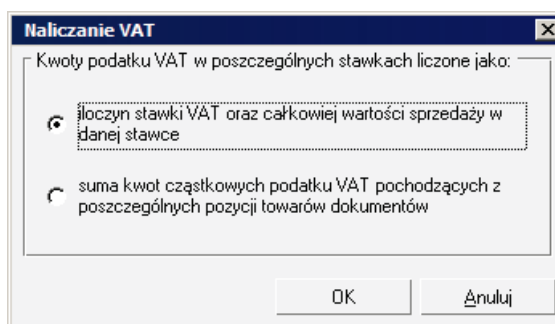 Naliczanie VAT
Kwoty podatku VAT w poszczególnych stawkach liczone jako:
iloczyn stawki VAT oraz całkowiej wartości sprzedaży w
danej stawce
suma kwot cząstkowych podatku VAT pochodzących z
poszczególnych pozycji towarów dokumentów
OK Anuluj